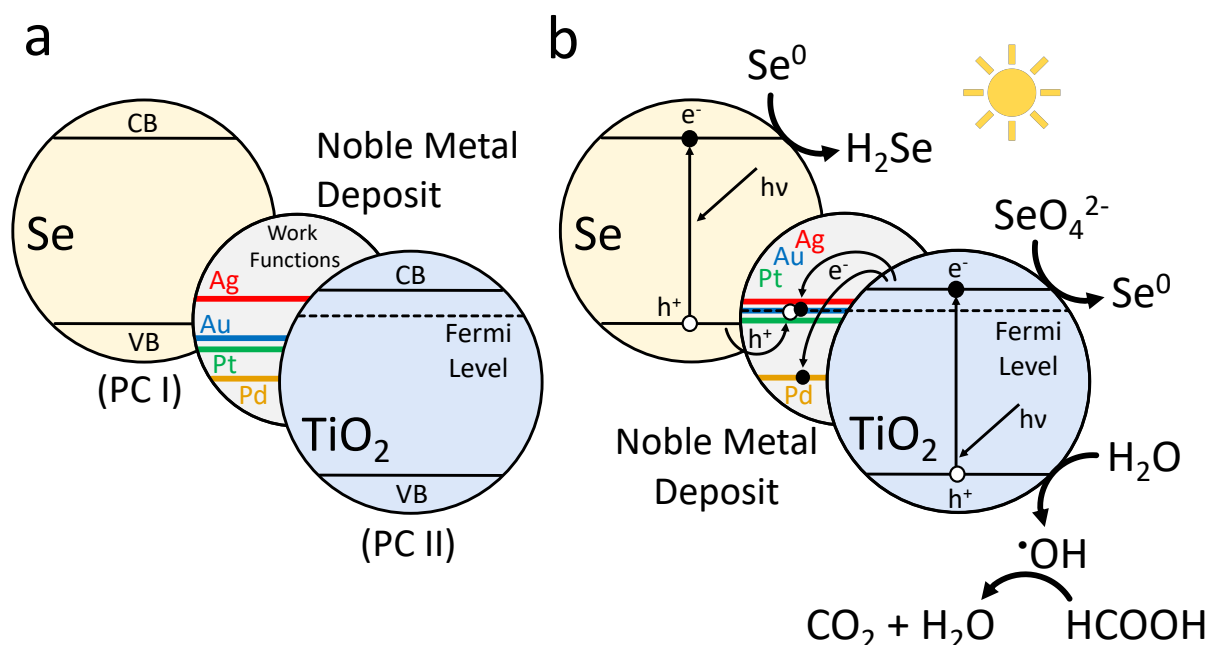 a
CB
Se
VB
(PC I)
Noble Metal
Deposit
Work
Functions
Ag
Au
Pt
Pd
CB
Fermi
Level
TiO₂
VB
(PC II)
b
Se⁰
e⁻
H₂Se
hν
Se
h⁺
Ag
Au
Pt
e⁻
h⁺
Pd
Noble Metal
Deposit
SeO₄²⁻
e⁻
Se⁰
Fermi
Level
hν
TiO₂
h⁺
H₂O
•OH
CO₂ + H₂O
HCOOH